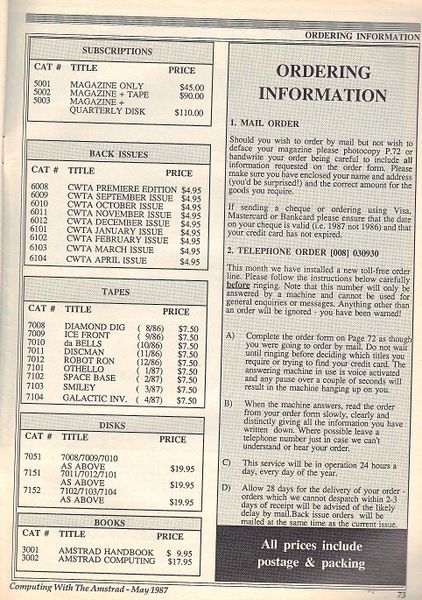 ORDERING INFORMATION
SUBSCRIPTIONS
CAT # TITLE PRICE
5001 MAGAZINE ONLY $45.00
5002 MAGAZINE + TAPE $90.00
5003 MAGAZINE +
QUARTERLY DISK $110.00
BACK ISSUES
CAT # TITLE PRICE
6008 CWTA PREMIERE EDITION $4.95
6009 CWTA SEPTEMBER ISSUE $4.95
6010 CWTA OCTOBER ISSUE $4.95
6011 CWTA NOVEMBER ISSUE $4.95
6012 CWTA DECEMBER ISSUE $4.95
6101 CWTA JANUARY ISSUE $4.95
6102 CWTA FEBRUARY ISSUE $4.95
6103 CWTA MARCH ISSUE $4.95
6104 CWTA APRIL ISSUE $4.95
TAPES
CAT # TITLE PRICE
7008 DIAMOND DIG ( 8/86) $7.50
7009 ICE FRONT ( 9/86) $7.50
7010 da BELLS (10/86) $7.50
7011 DISCMAN (11/86) $7.50
7012 ROBOT RON (12/86) $7.50
7101 OTHELLO ( 1/87) $7.50
7102 SPACE BASE ( 2/87) $7.50
7103 SMILEY ( 3/87) $7.50
7104 GALACTIC INV. ( 4/87) $7.50
DISKS
CAT # TITLE PRICE
7051 7008/7009/7010
AS ABOVE $19.95
7151 7011/7012/7101
AS ABOVE $19.95
7152 7102/7103/7104
AS ABOVE $19.95
BOOKS
CAT # TITLE PRICE
3001 AMSTRAD HANDBOOK $ 9.95
3002 AMSTRAD COMPUTING $17.95
ORDERING
INFORMATION
1. MAIL ORDER
Should you wish to order by mail but not wish to
deface your magazine please photocopy P.72 or
handwrite your order being careful to include all
information requested on the order form. Please
make sure you have enclosed your name and address
(you'd be surprised!) and the correct amount for the
goods you require.
If sending a cheque or ordering using Visa,
Mastercard or Bankcard please ensure that the date
on your cheque is valid (i.e. 1987 not 1986) and that
your credit card has not expired.
2. TELEPHONE ORDER [008] 030930
This month we have installed a new toll-free order
line. Please follow the instructions below carefully
before ringing. Note that this number will only be
answered by a machine and cannot be used for
general enquiries or messages. Anything other than
an order will be ignored - you have been warned!
A) Complete the order form on Page 72 as though
you were going to order by mail. Do not wait
until ringing before deciding which titles you
require or trying to find your credit card. The
answering machine in use is voice activated
and any pause over a couple of seconds will
result in the machine hanging up on you.
B) When the machine answers, read the order
from your order form slowly, clearly and
distinctly giving all the information you have
written down. Where possible leave a
telephone number just in case we can't
understand or hear your order.
C) This service will be in operation 24 hours a
day, every day of the year.
D) Allow 28 days for the delivery of your order -
orders which we cannot despatch within 2-3
days of receipt will be advised of the likely
delay by mail.Back issue orders will be
mailed at the same time as the current issue.
All prices include
postage & packing
Computing With The Amstrad - May 1987 73